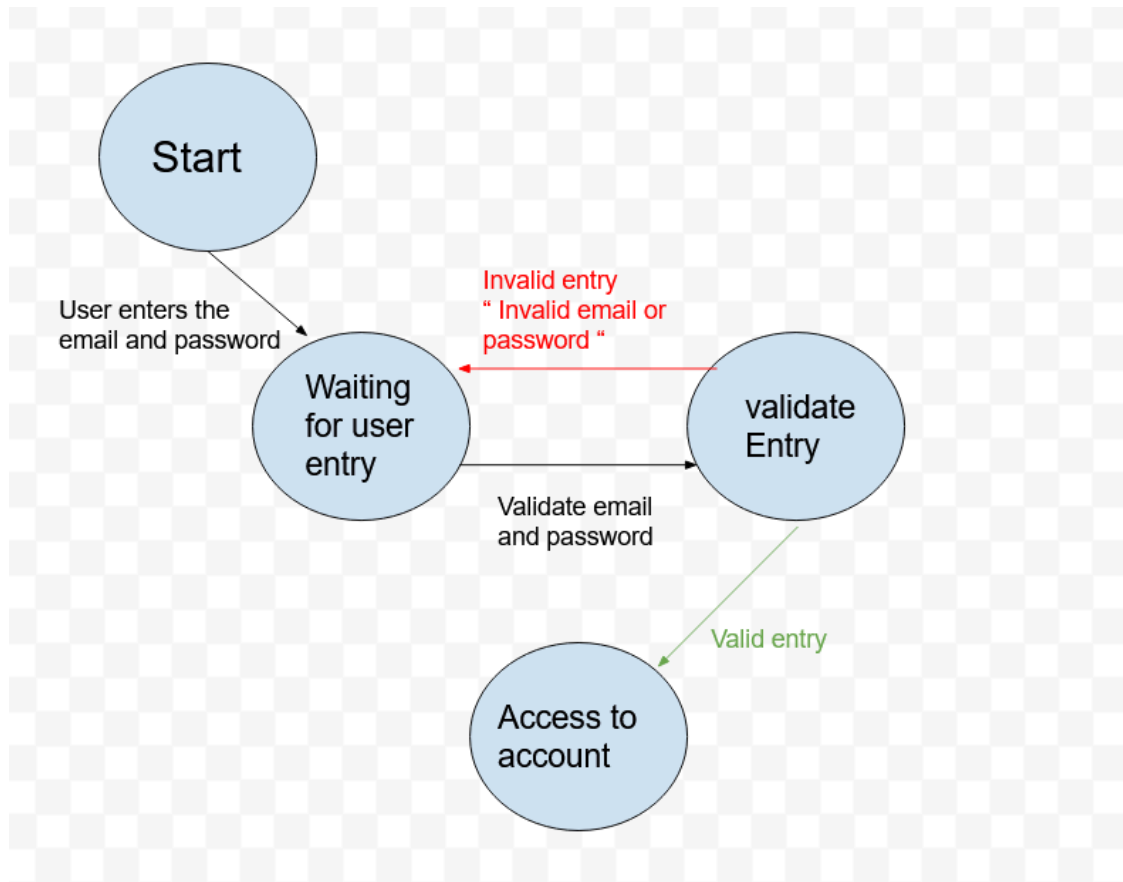 Start
User enters the
email and password
Invalid entry
“ Invalid email or
password “
Waiting
for user
entry
validate
Entry
Validate email
and password
Valid entry
Access to
account